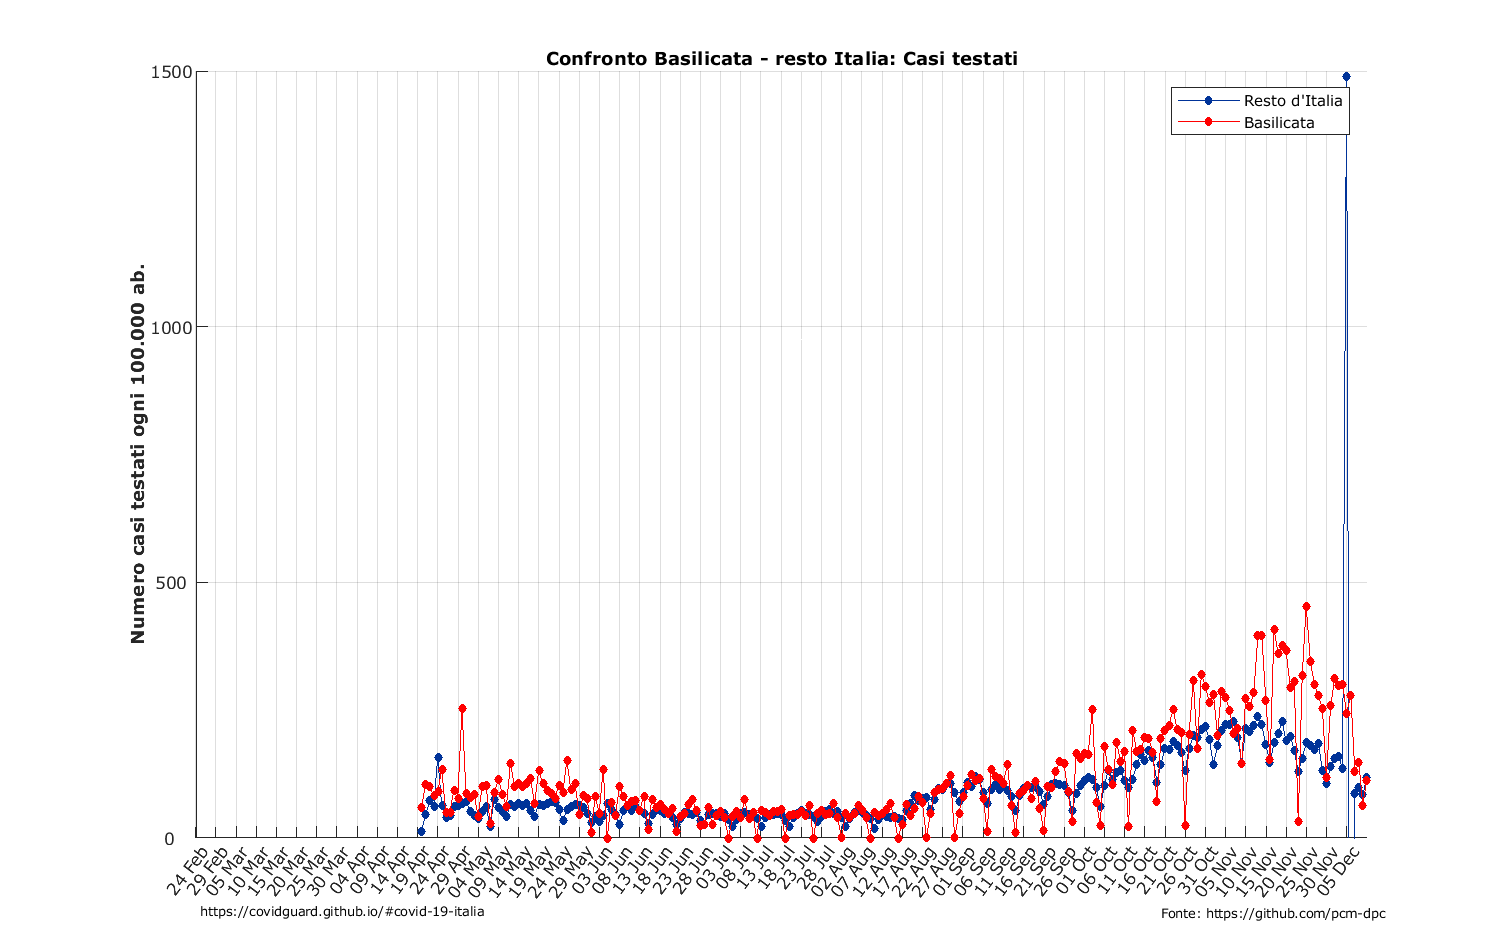 Confronto Basilicata - resto Italia: Casi testati
Resto d'Italia
Basilicata
Numero casi testati ogni 100.000 ab.
1500
1000
500
0
24 Feb
29 Feb
05 Mar
10 Mar
15 Mar
20 Mar
25 Mar
30 Mar
04 Apr
09 Apr
14 Apr
19 Apr
24 Apr
29 Apr
04 May
09 May
14 May
19 May
24 May
29 May
03 Jun
08 Jun
13 Jun
18 Jun
23 Jun
28 Jun
03 Jul
08 Jul
13 Jul
18 Jul
23 Jul
28 Jul
02 Aug
07 Aug
12 Aug
17 Aug
22 Aug
27 Aug
01 Sep
06 Sep
11 Sep
16 Sep
21 Sep
26 Sep
01 Oct
06 Oct
11 Oct
16 Oct
21 Oct
26 Oct
31 Oct
05 Nov
10 Nov
15 Nov
20 Nov
25 Nov
30 Nov
05 Dec
https://covidguard.github.io/#covid-19-italia
Fonte: https://github.com/pcm-dpc